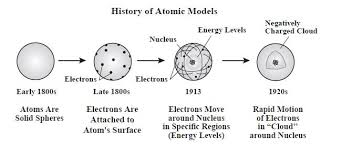 History of Atomic Models
Negatively
Charged Cloud
Energy Levels
Nucleus
Electrons
Electrons
Early 1800s
Late 1800s
1913
1920s
Atoms Are
Solid Spheres
Electrons Are
Attached to
Atom's Surface
Electrons Move
around Nucleus
in Specific Regions
(Energy Levels)
Rapid Motion
of Electrons
in "Cloud"
around Nucleus